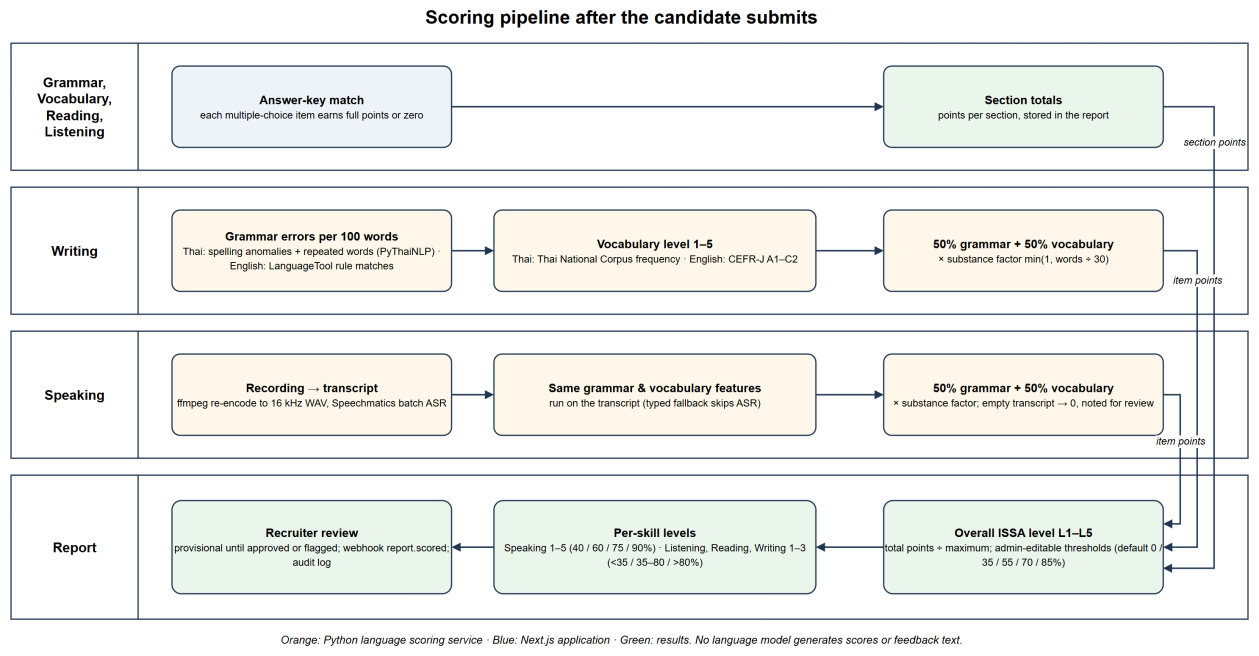 Scoring pipeline after the candidate submits
Grammar,
Vocabulary,
Reading,
Listening
Answer-key match
each multiple-choice item earns full points or zero
Section totals
points per section, stored in the report
section points
Writing
Grammar errors per 100 words
Thai: spelling anomalies + repeated words (PyThaiNLP) ·
English: LanguageTool rule matches
Vocabulary level 1–5
Thai: Thai National Corpus frequency · English: CEFR-J A1–C2
50% grammar + 50% vocabulary
× substance factor min(1, words ÷ 30)
item points
Speaking
Recording → transcript
ffmpeg re-encode to 16 kHz WAV, Speechmatics batch ASR
Same grammar & vocabulary features
run on the transcript (typed fallback skips ASR)
50% grammar + 50% vocabulary
× substance factor; empty transcript → 0, noted for review
item points
Report
Recruiter review
provisional until approved or flagged; webhook report.scored;
audit log
Per-skill levels
Speaking 1–5 (40 / 60 / 75 / 90%) · Listening, Reading, Writing 1–3
(<35 / 35–80 / >80%)
Overall ISSA level L1–L5
total points ÷ maximum; admin-editable thresholds (default 0 /
35 / 55 / 70 / 85%)
Orange: Python language scoring service · Blue: Next.js application · Green: results. No language model generates scores or feedback text.